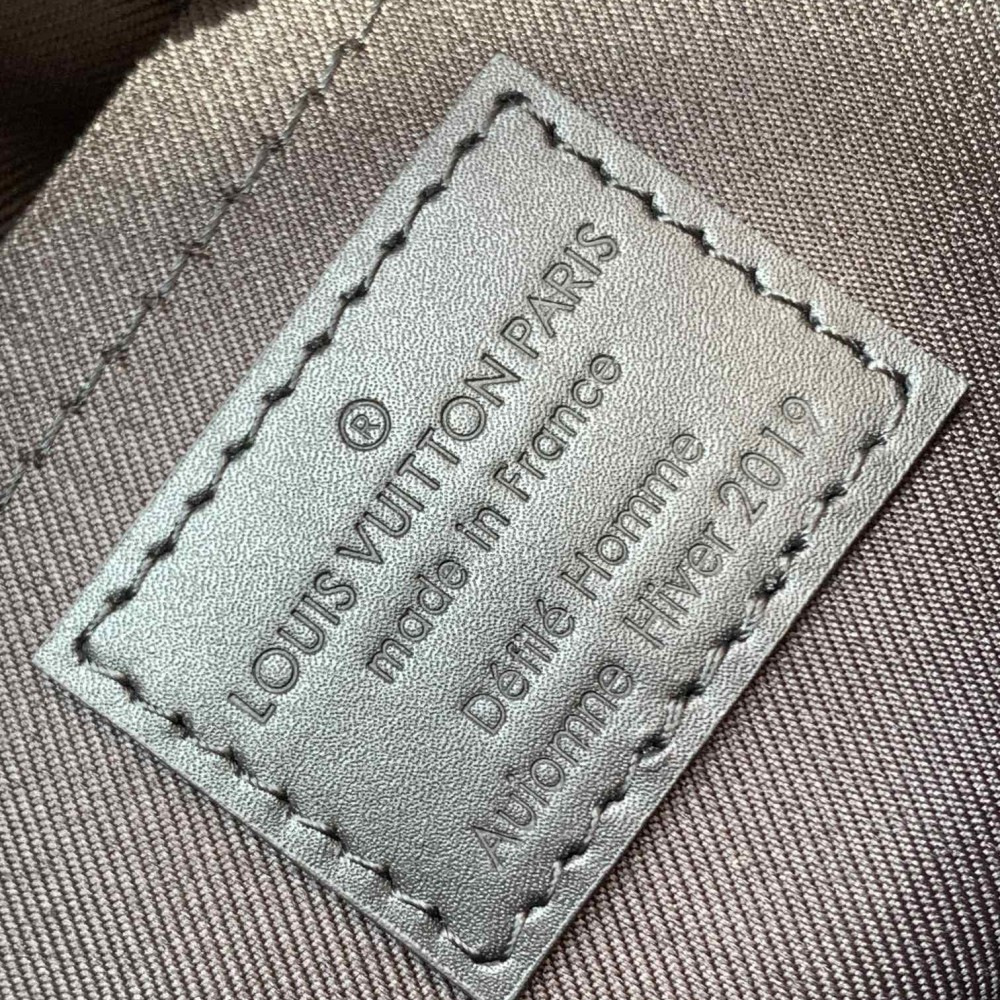 ®
LOUIS VUITTON PARIS
made in France
Défilé Homme
Automne Hiver 2019